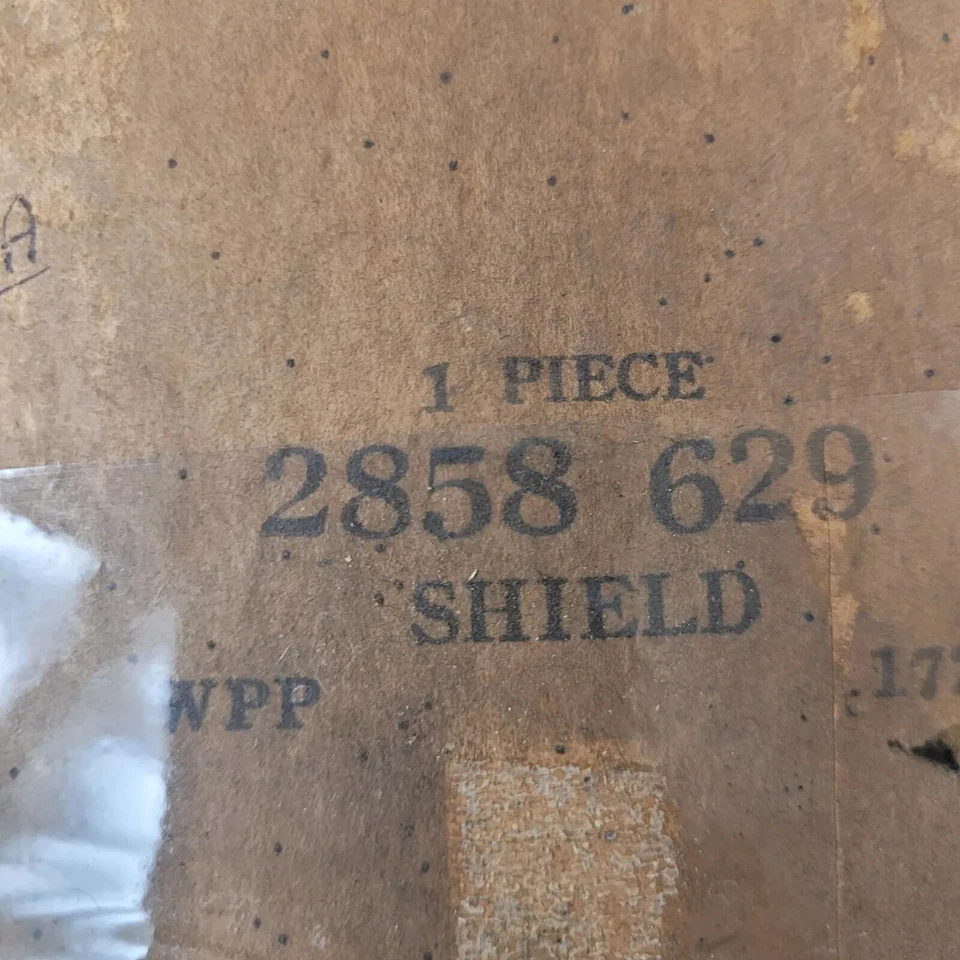 A
1 PIECE
2858 629
SHIELD
WPP